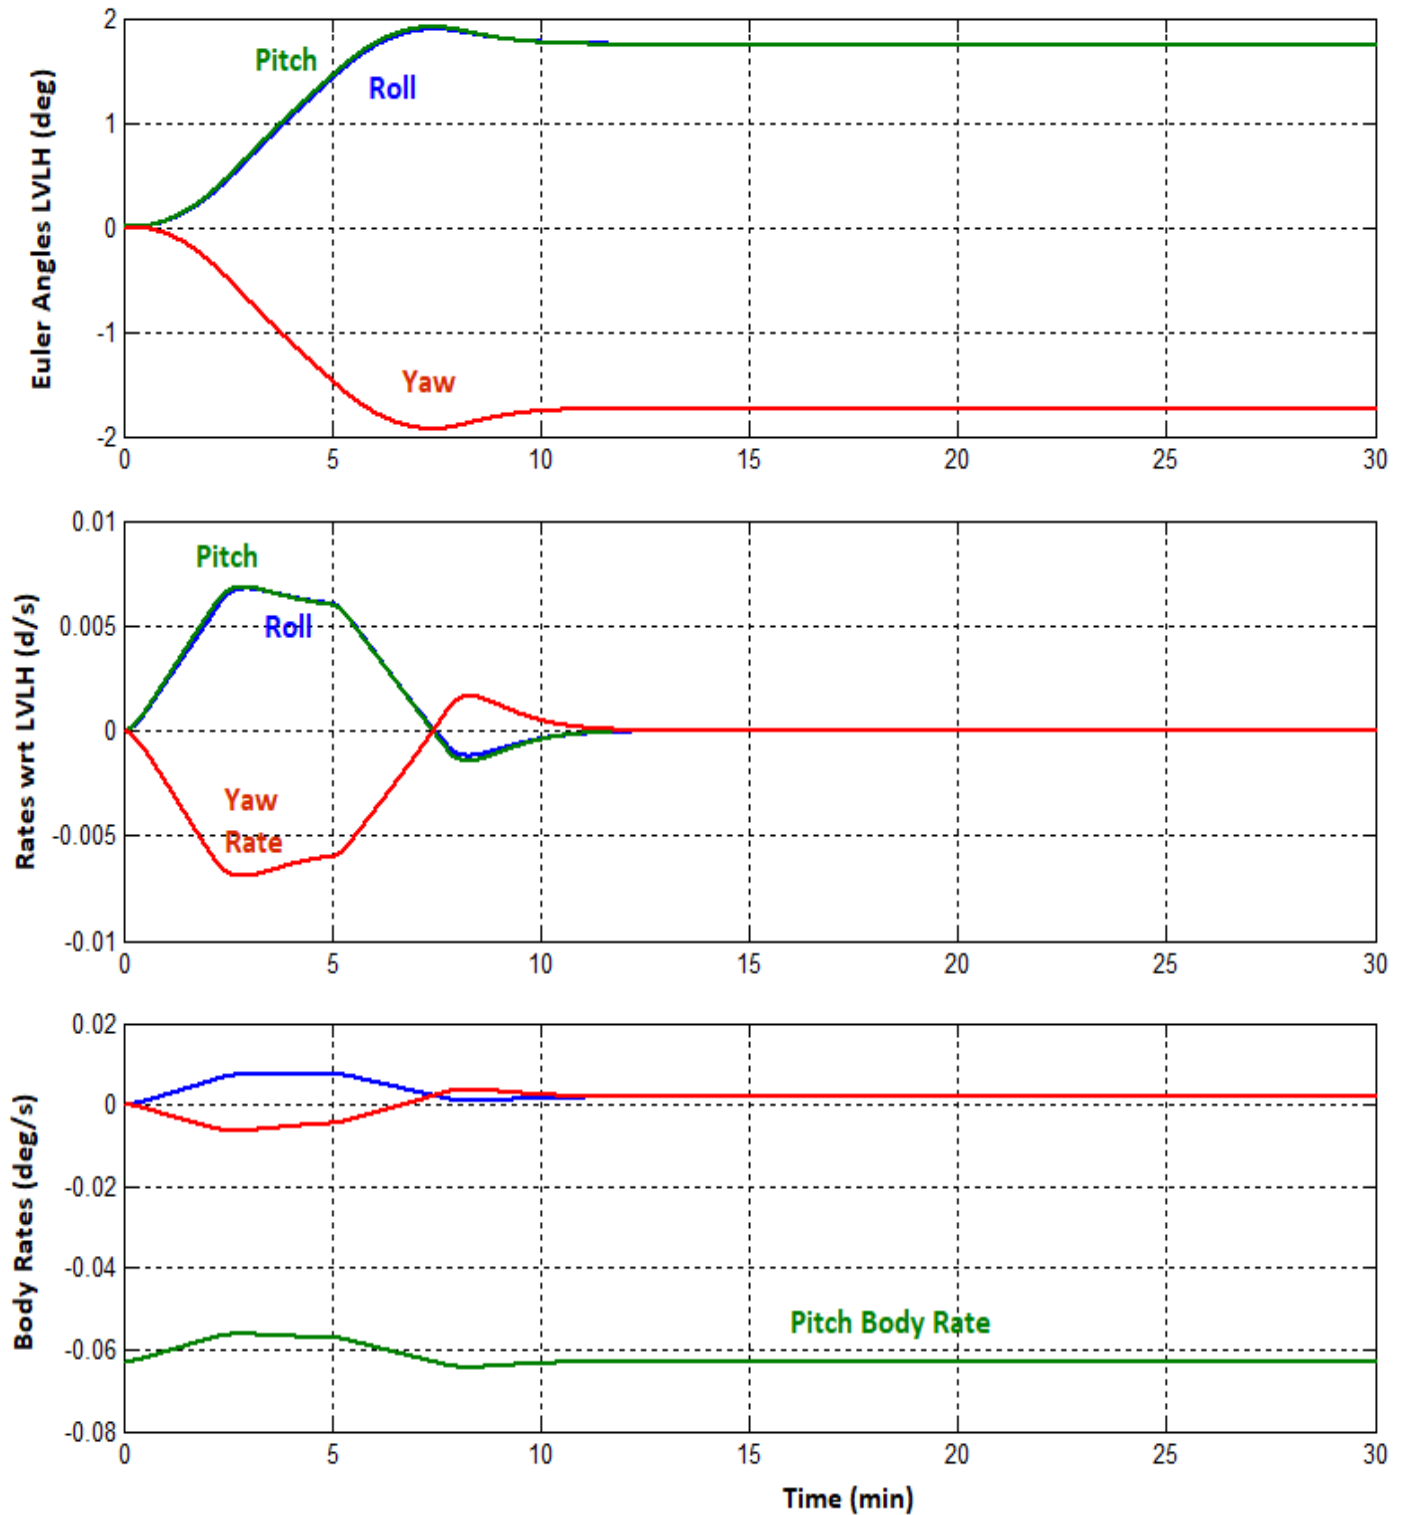 Euler Angles LVLH (deg)
2
1
0
-1
-2
Pitch
Roll
Yaw
0 5 10 15 20 25 30
Rates wrt LVLH (d/s)
0.01
0.005
0
-0.005
-0.01
Pitch
Roll
Yaw
Rate
0 5 10 15 20 25 30
Body Rates (deg/s)
0.02
0
-0.02
-0.04
-0.06
-0.08
Pitch Body Rate
0 5 10 15 20 25 30
Time (min)